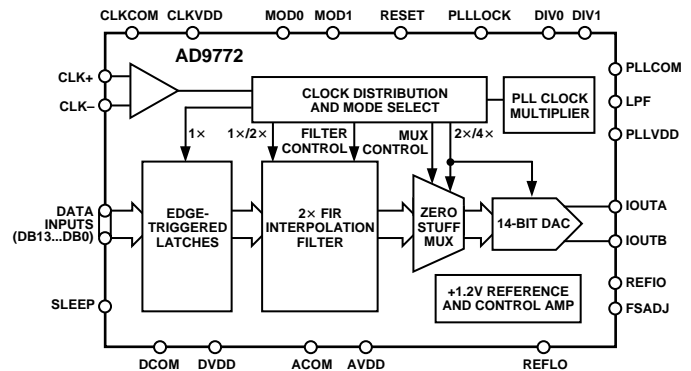 CLKCOM CLKVDD MOD0 MOD1 RESET PLLLOCK DIV0 DIV1
AD9772
CLK+
CLK–
CLOCK DISTRIBUTION
AND MODE SELECT
PLL CLOCK
MULTIPLIER
PLLCOM
LPF
PLLVDD
1×
1×/2×
FILTER
CONTROL
MUX
CONTROL
2×/4×
DATA
INPUTS
(DB13...DB0)
EDGE-
TRIGGERED
LATCHES
2× FIR
INTERPOLATION
FILTER
ZERO
STUFF
MUX
14-BIT DAC
IOUTA
IOUTB
+1.2V REFERENCE
AND CONTROL AMP
REFIO
FSADJ
SLEEP
DCOM DVDD ACOM AVDD REFLO